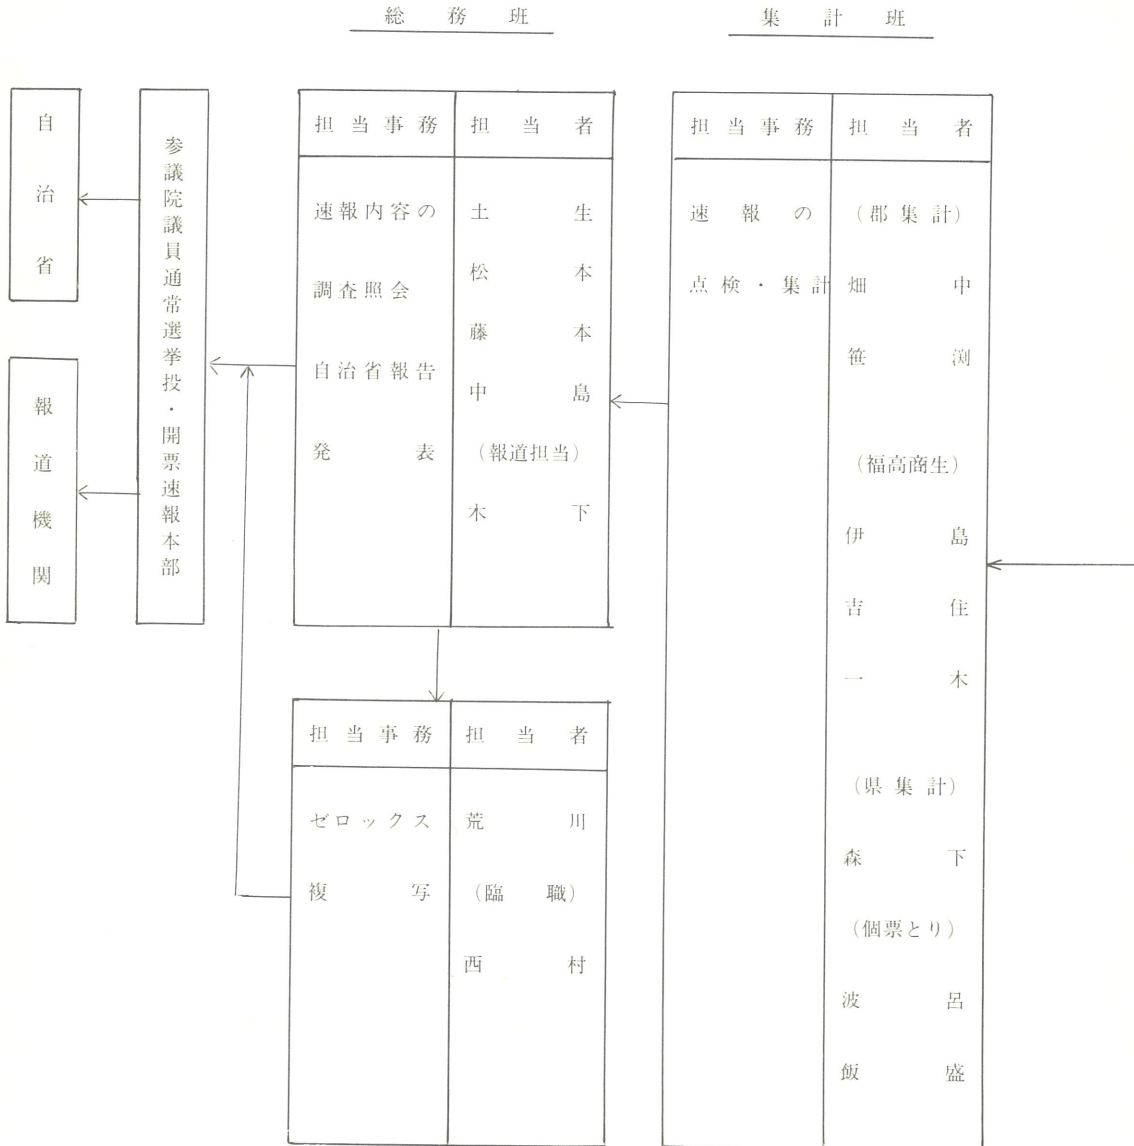 総務班
集計班
自治省
報道機関
参議院議員通常選挙投・開票速報本部
担当事務 担当者
速報内容の 土生
調査照会 松本
藤本
自治省報告 中島
発表 (報道担当)
木下
担当事務 担当者
ゼロックス 荒川
複写 (臨職)
西村
担当事務 担当者
速報の (郡集計)
点検・集計 畑中
笹渕
(福高商生)
伊島
吉住
一木
(県集計)
森下
(個票とり)
波呂
飯盛